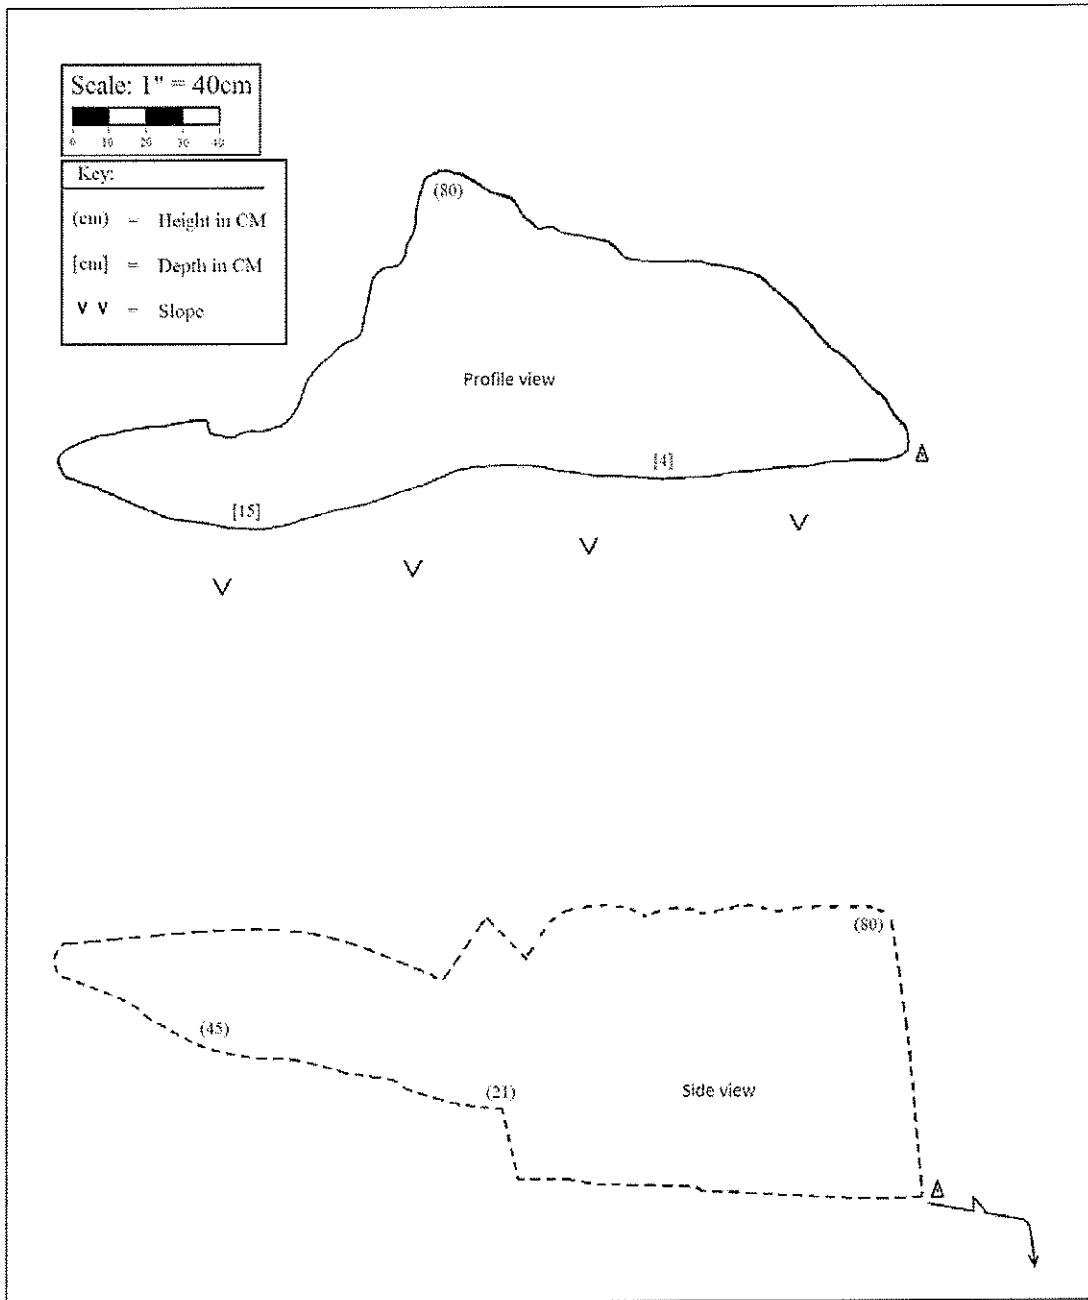 Scale: 1" = 40cm
0 10 20 30 40
Key:
(cm) = Height in CM
[cm] = Depth in CM
V V = Slope
(80)
Profile view
[4]
[15]
(80)
(45)
(21)
Side view